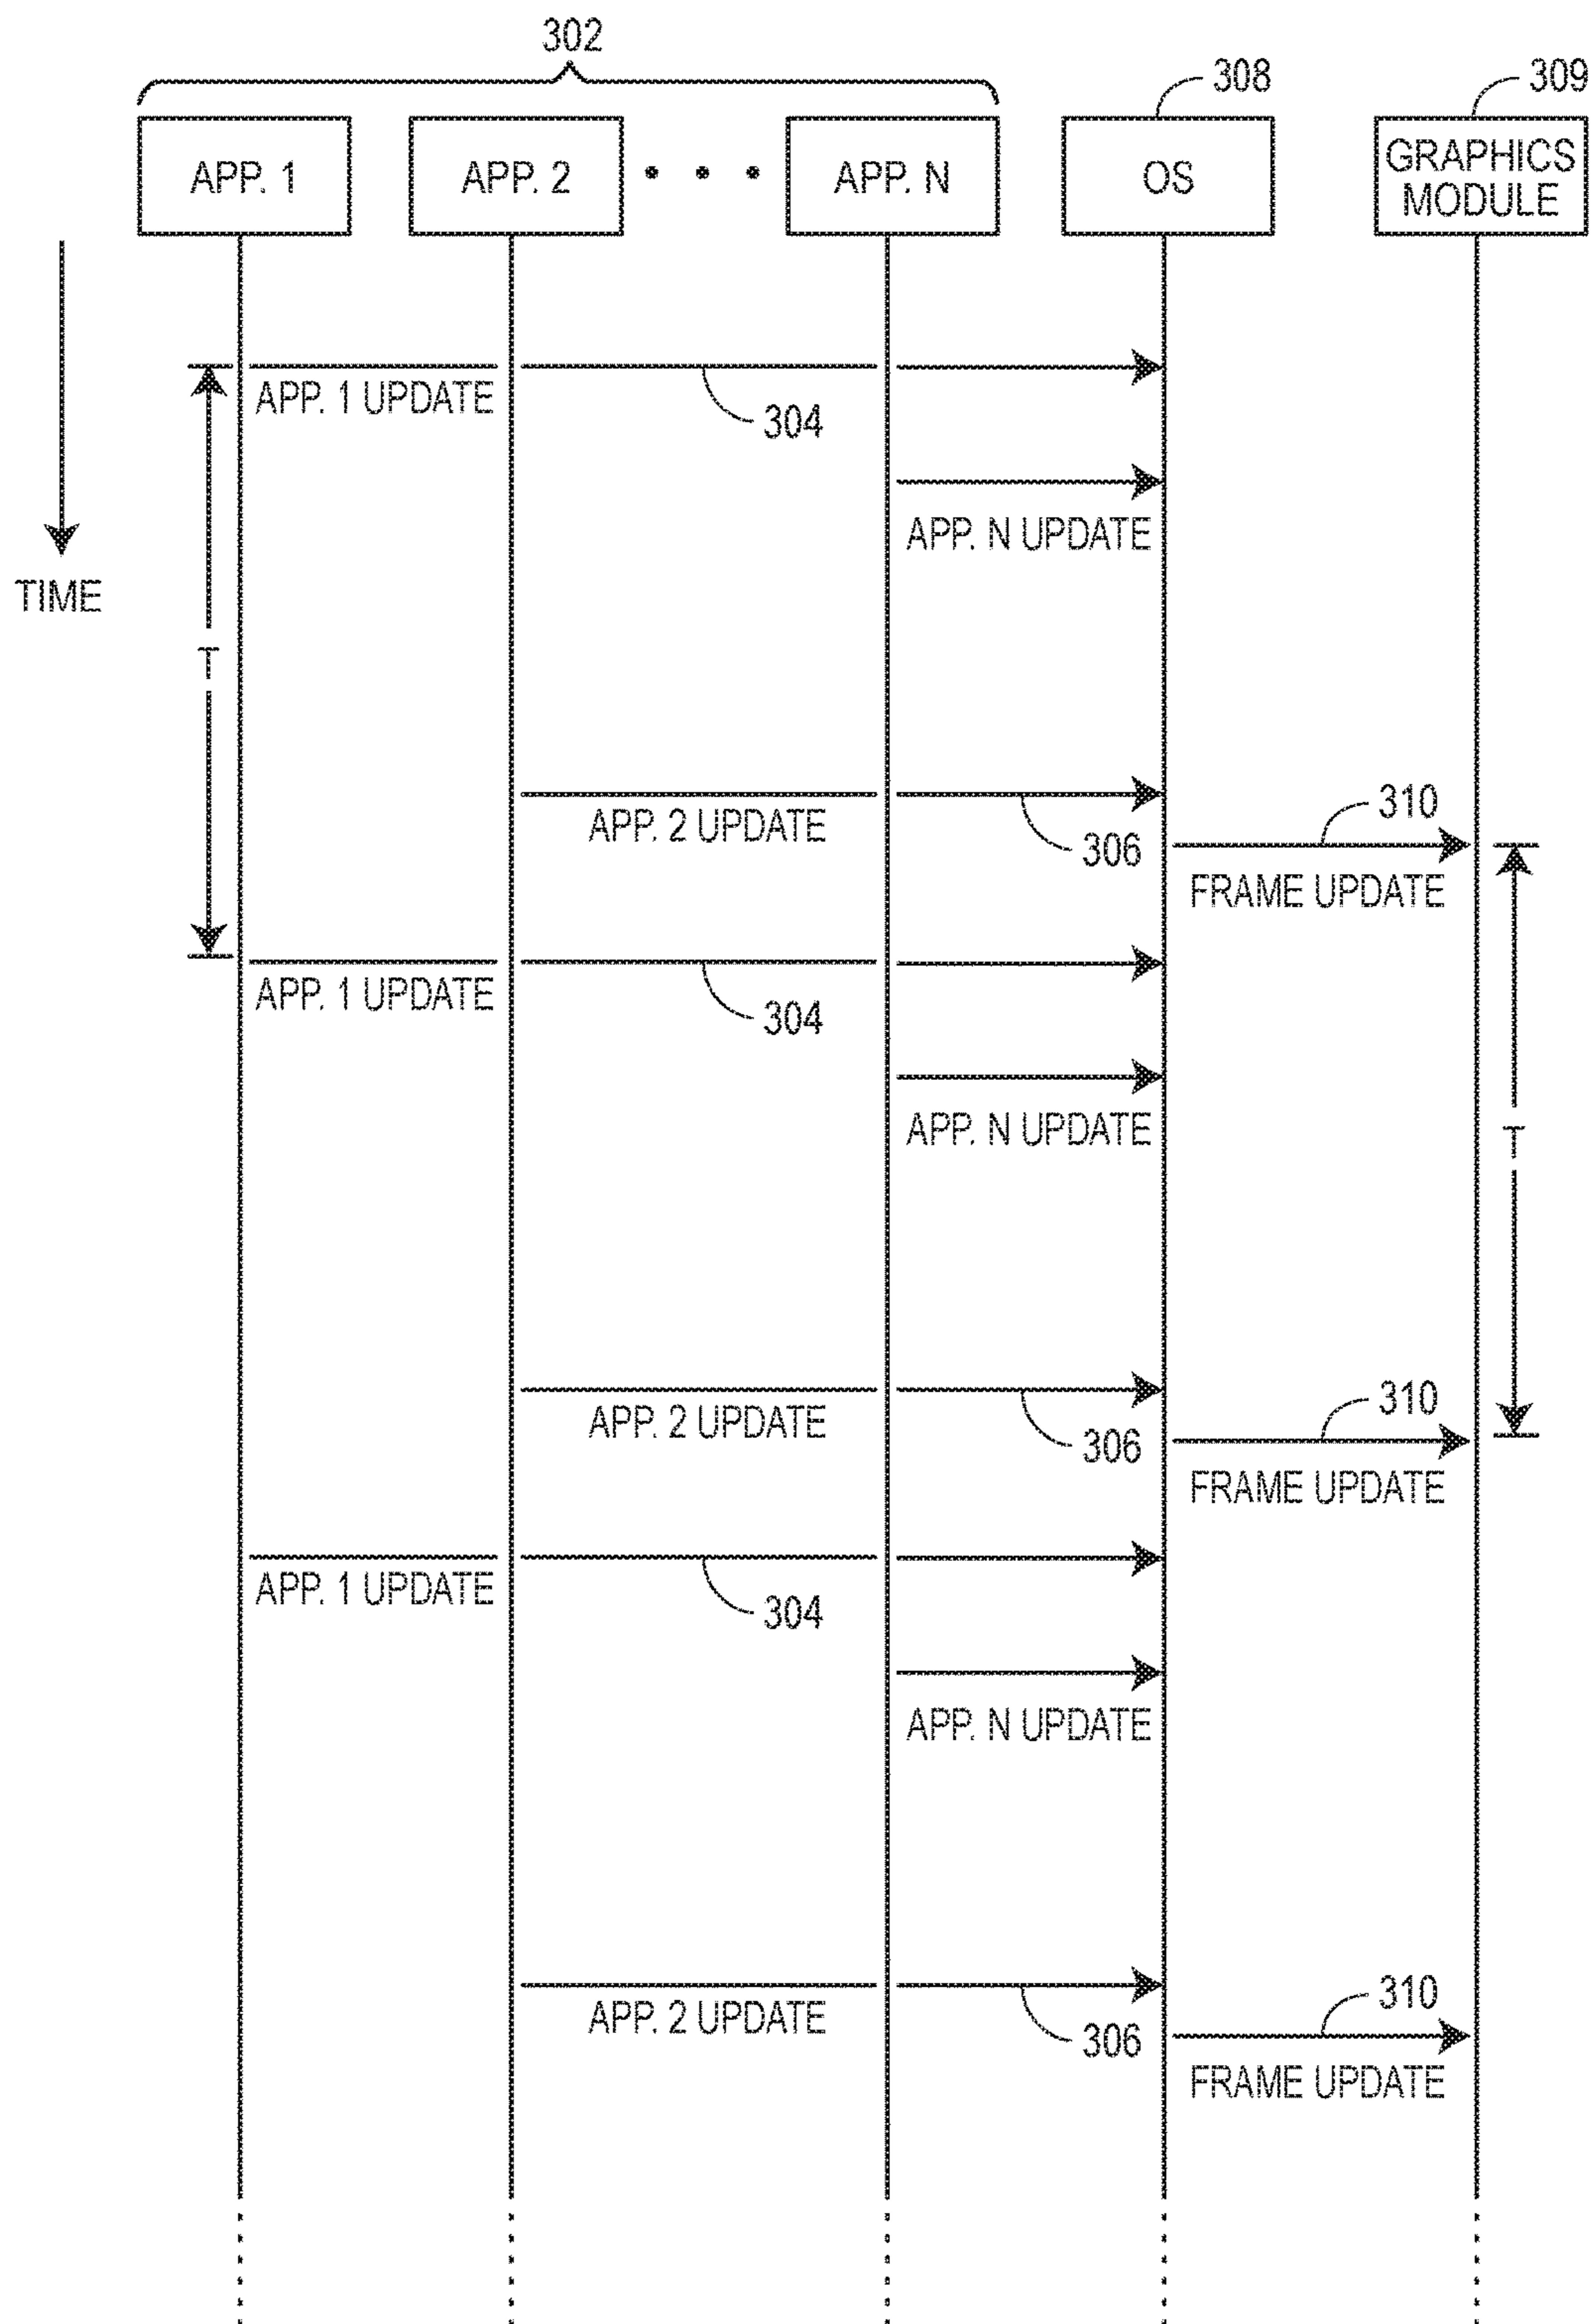 302
308
309
APP. 1
APP. 2
• • •
APP. N
OS
GRAPHICS
MODULE
APP. 1 UPDATE
304
APP. N UPDATE
TIME
T
APP. 2 UPDATE
306
310
FRAME UPDATE
APP. 1 UPDATE
304
APP. N UPDATE
T
APP. 2 UPDATE
306
310
FRAME UPDATE
APP. 1 UPDATE
304
APP. N UPDATE
APP. 2 UPDATE
306
310
FRAME UPDATE